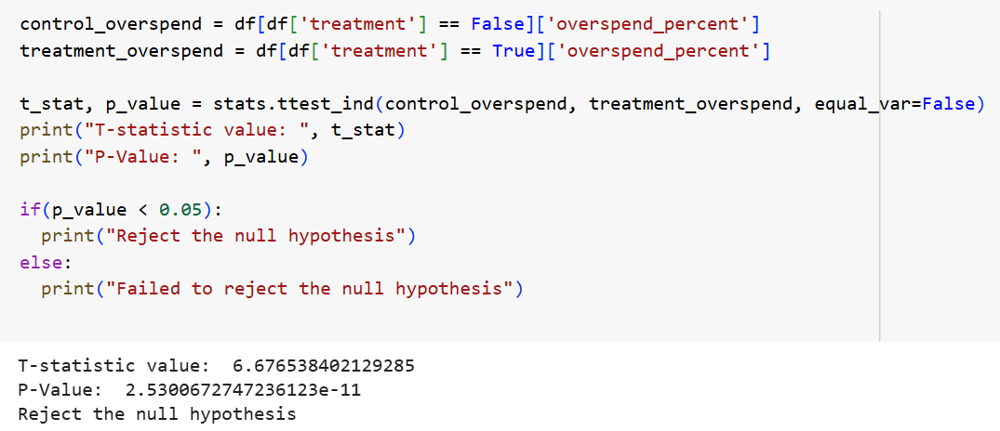 control_overspend = df[df['treatment'] == False]['overspend_percent']
treatment_overspend = df[df['treatment'] == True]['overspend_percent']
t_stat, p_value = stats.ttest_ind(control_overspend, treatment_overspend, equal_var=False)
print("T-statistic value: ", t_stat)
print("P-Value: ", p_value)
if(p_value < 0.05):
  print("Reject the null hypothesis")
else:
  print("Failed to reject the null hypothesis")
T-statistic value:  6.676538402129285
P-Value:  2.5300672747236123e-11
Reject the null hypothesis